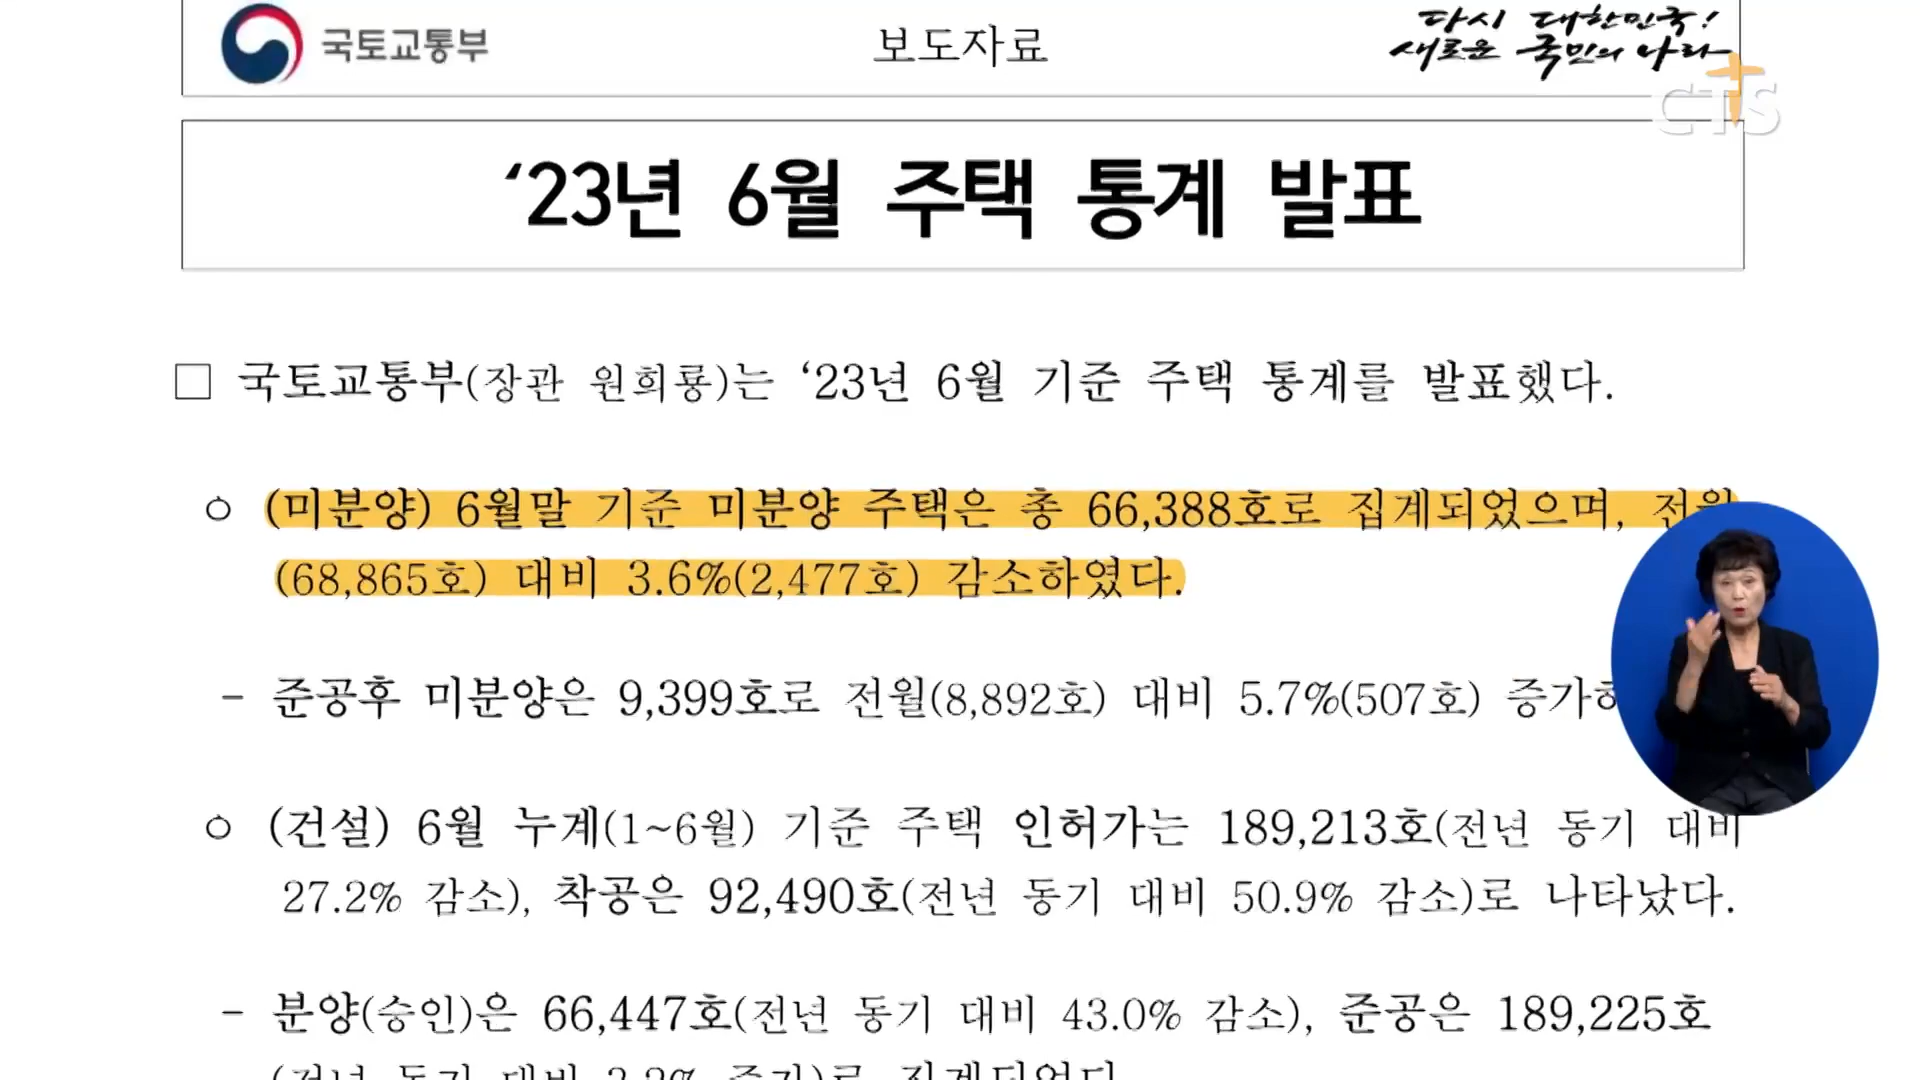 국토교통부
보도자료
다시 대한민국!
새로운 국민의 나라
CTS
‘23년 6월 주택 통계 발표
□ 국토교통부(장관 원희룡)는 ‘23년 6월 기준 주택 통계를 발표했다.
○ (미분양) 6월말 기준 미분양 주택은 총 66,388호로 집계되었으며, 전월
(68,865호) 대비 3.6%(2,477호) 감소하였다.
- 준공후 미분양은 9,399호로 전월(8,892호) 대비 5.7%(507호)
○ (건설) 6월 누계(1~6월) 기준 주택 인허가는 189,213호(전년 동기 대비
27.2% 감소), 착공은 92,490호(전년 동기 대비 50.9% 감소)로 나타났다.
- 분양(승인)은 66,447호(전년 동기 대비 43.0% 감소), 준공은 189,225호